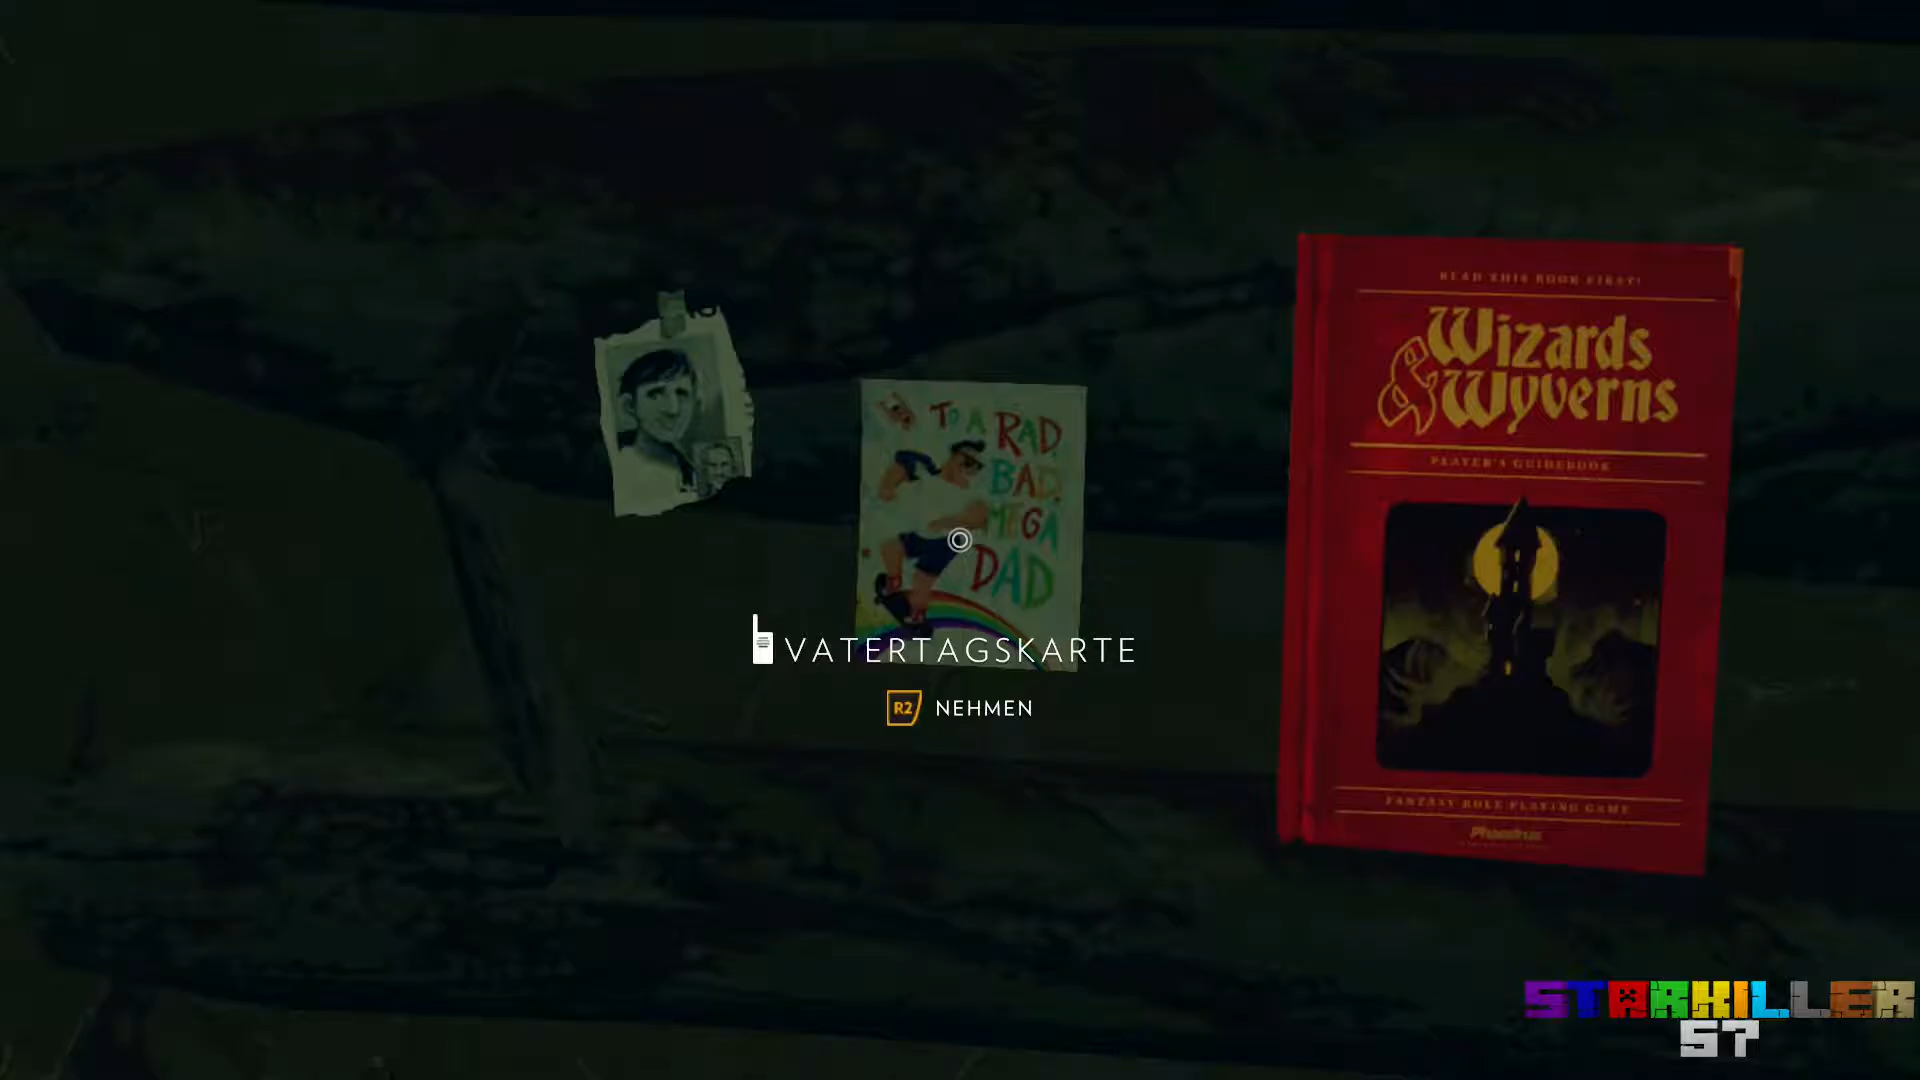 READ THIS BOOK FIRST!
Wizards
& Wyverns
PLAYER'S GUIDEBOOK
TO A RAD
BAD
MEGA
DAD
VATERTAGSKARTE
R2 NEHMEN
FANTASY ROLE PLAYING GAME
Phaedrus
STARKILLER
57